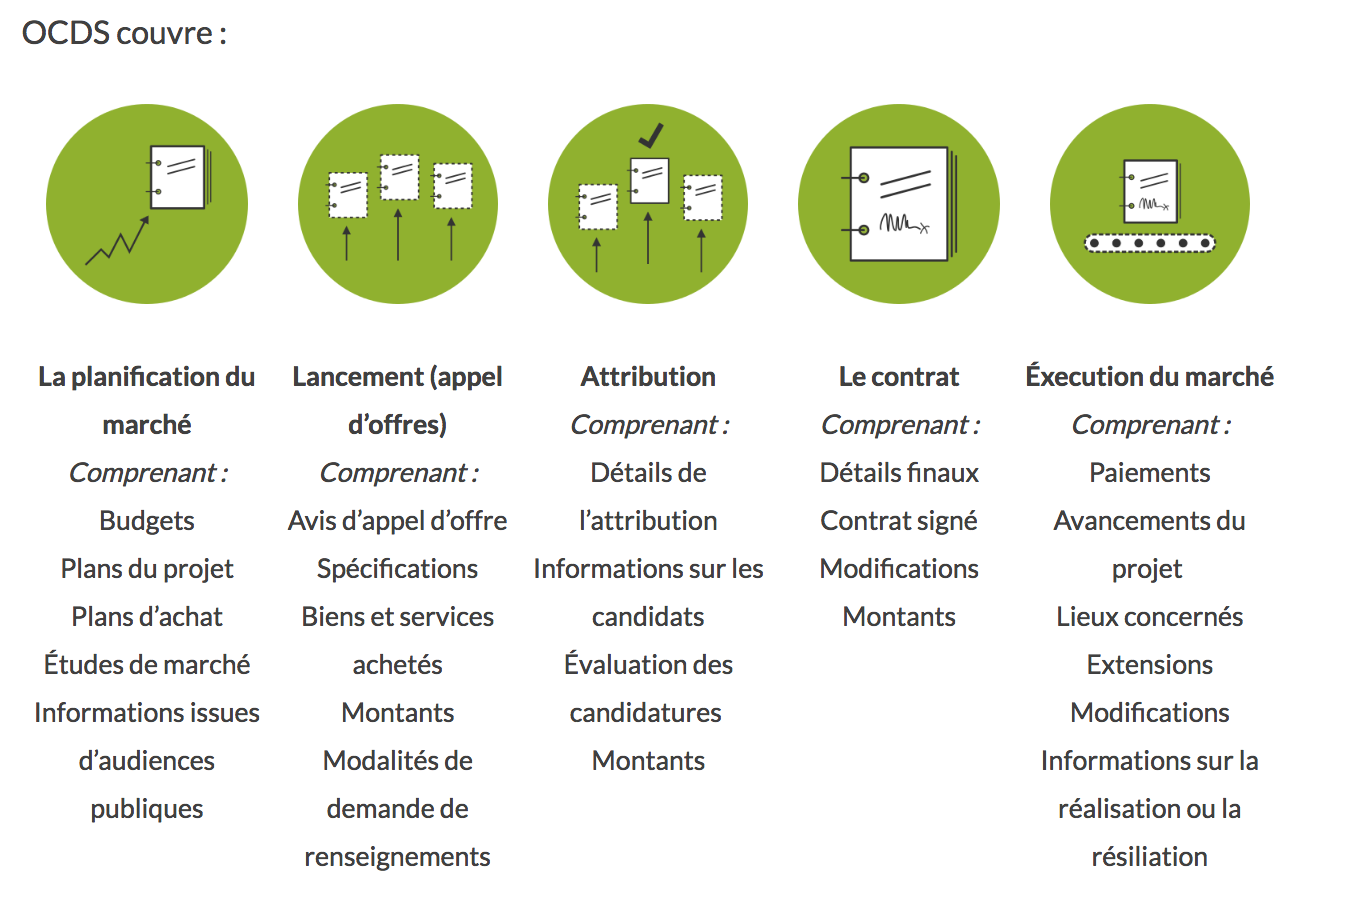 OCDS couvre :
La planification du
marché
Comprenant :
Budgets
Plans du projet
Plans d’achat
Études de marché
Informations issues
d’audiences
publiques
Lancement (appel
d’offres)
Comprenant :
Avis d’appel d’offre
Spécifications
Biens et services
achetés
Montants
Modalités de
demande de
renseignements
Attribution
Comprenant :
Détails de
l’attribution
Informations sur les
candidats
Évaluation des
candidatures
Montants
Le contrat
Comprenant :
Détails finaux
Contrat signé
Modifications
Montants
Éxecution du marché
Comprenant :
Paiements
Avancements du
projet
Lieux concernés
Extensions
Modifications
Informations sur la
réalisation ou la
résiliation